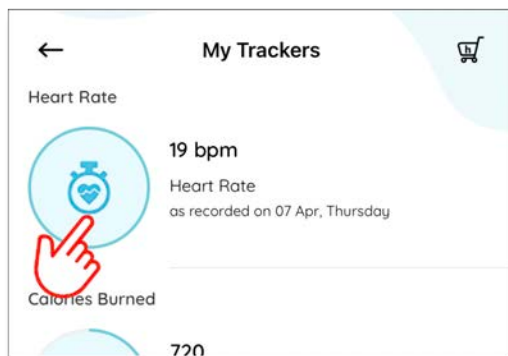 My Trackers
Heart Rate
19 bpm
Heart Rate
as recorded on 07 Apr, Thursday
Calories Burned
720